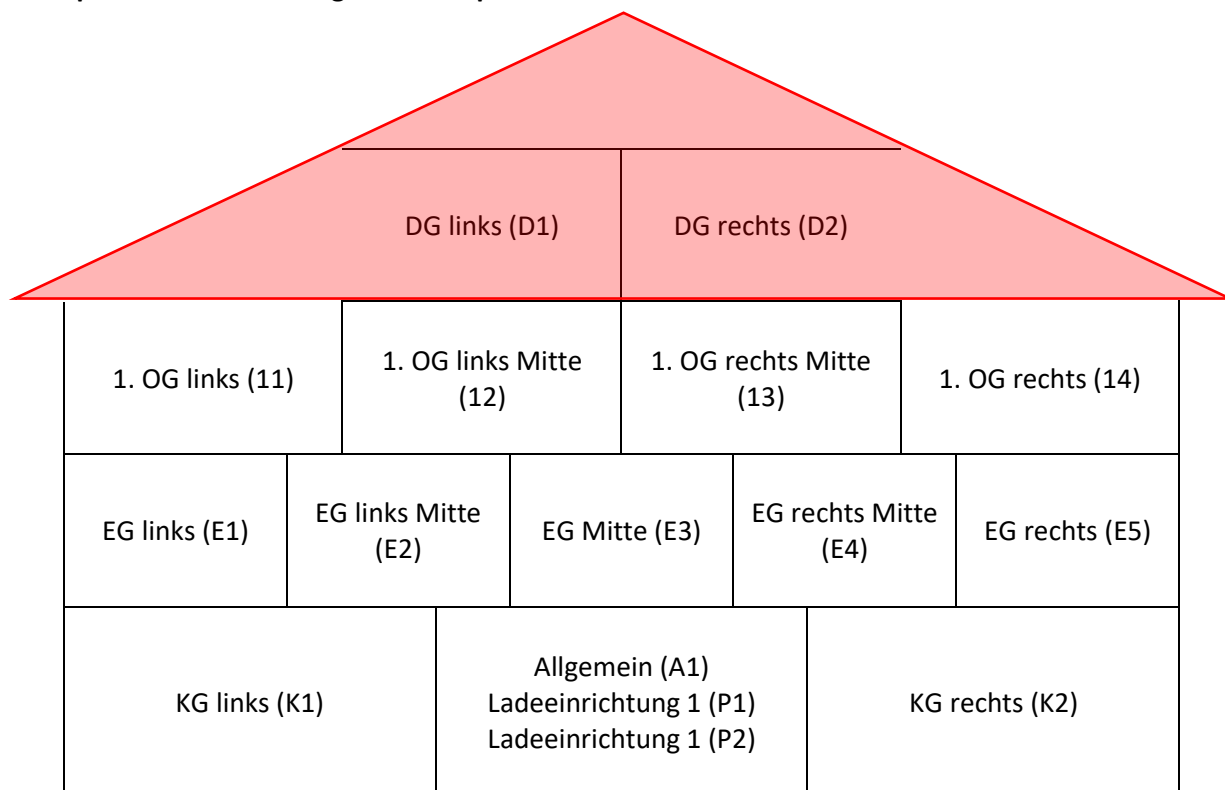 DG links (D1)
DG rechts (D2)
1. OG links (11)
1. OG links Mitte
(12)
1. OG rechts Mitte
(13)
1. OG rechts (14)
EG links (E1)
EG links Mitte
(E2)
EG Mitte (E3)
EG rechts Mitte
(E4)
EG rechts (E5)
KG links (K1)
Allgemein (A1)
Ladeeinrichtung 1 (P1)
Ladeeinrichtung 1 (P2)
KG rechts (K2)